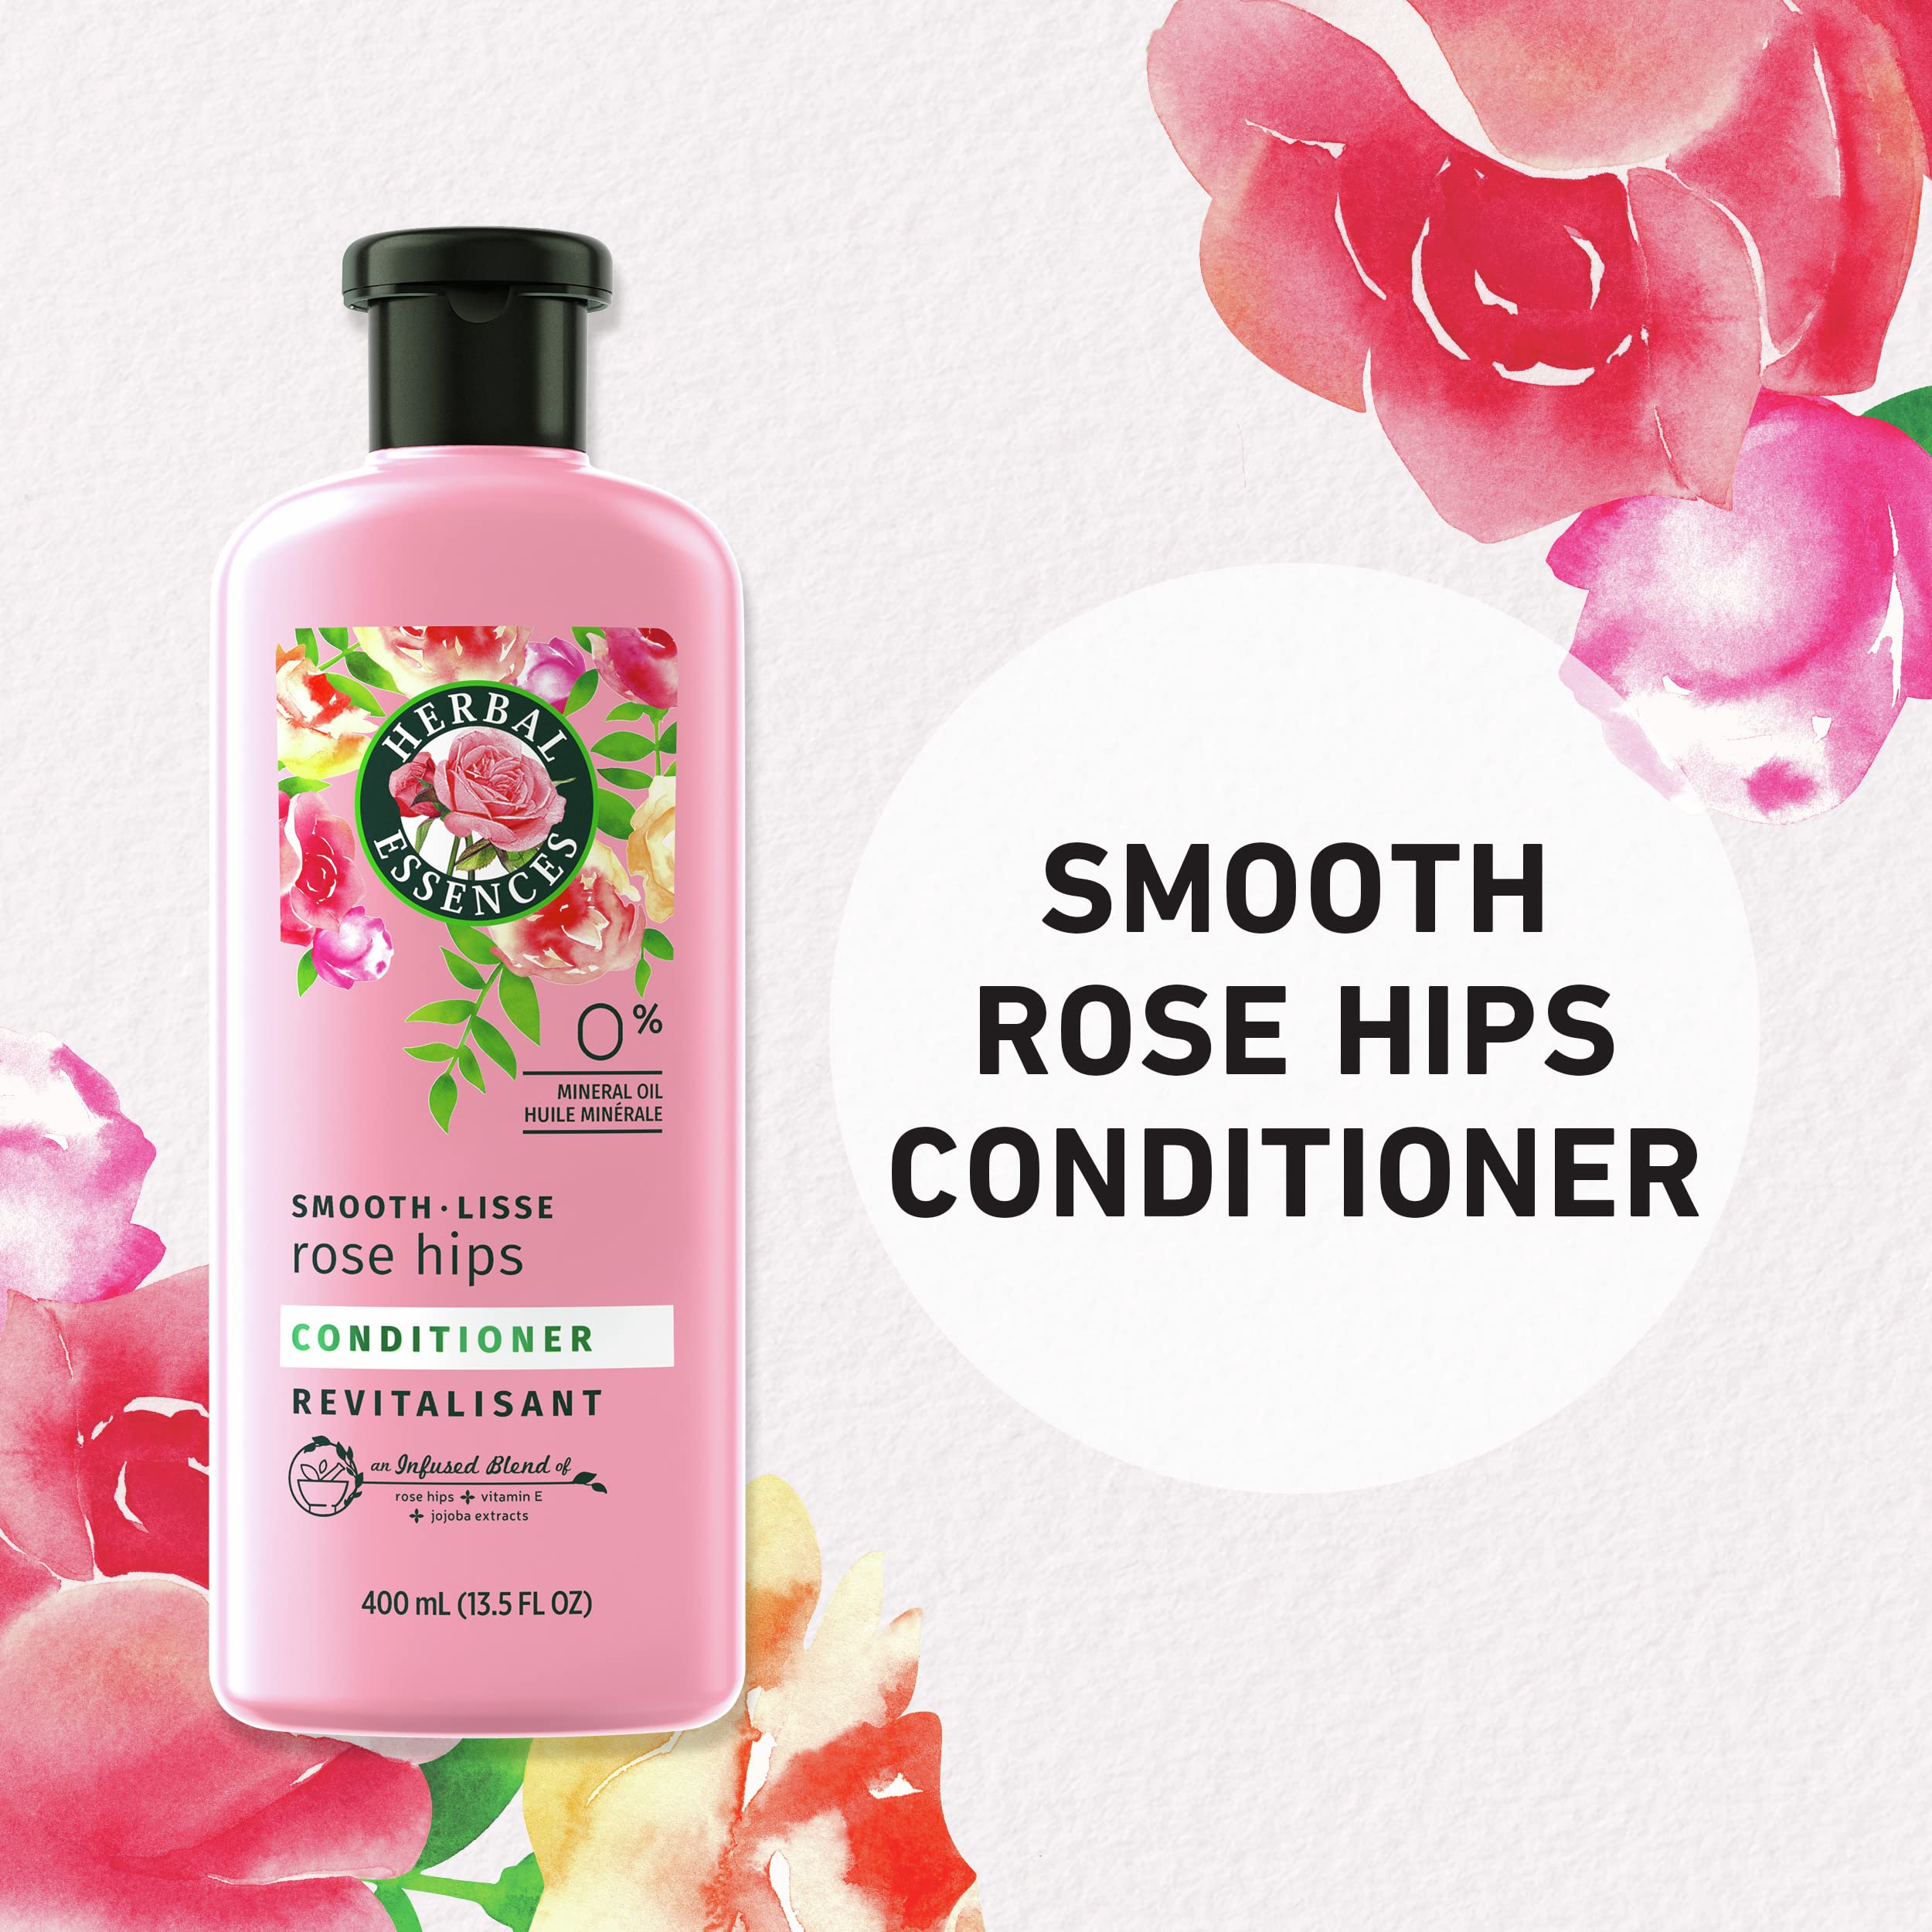 HERBAL
ESSENCES
0%
MINERAL OIL
HUILE MINÉRALE
SMOOTH · LISSE
rose hips
CONDITIONER
REVITALISANT
an Infused Blend of
rose hips + vitamin E
+ jojoba extracts
400 mL (13.5 FL OZ)
SMOOTH
ROSE HIPS
CONDITIONER